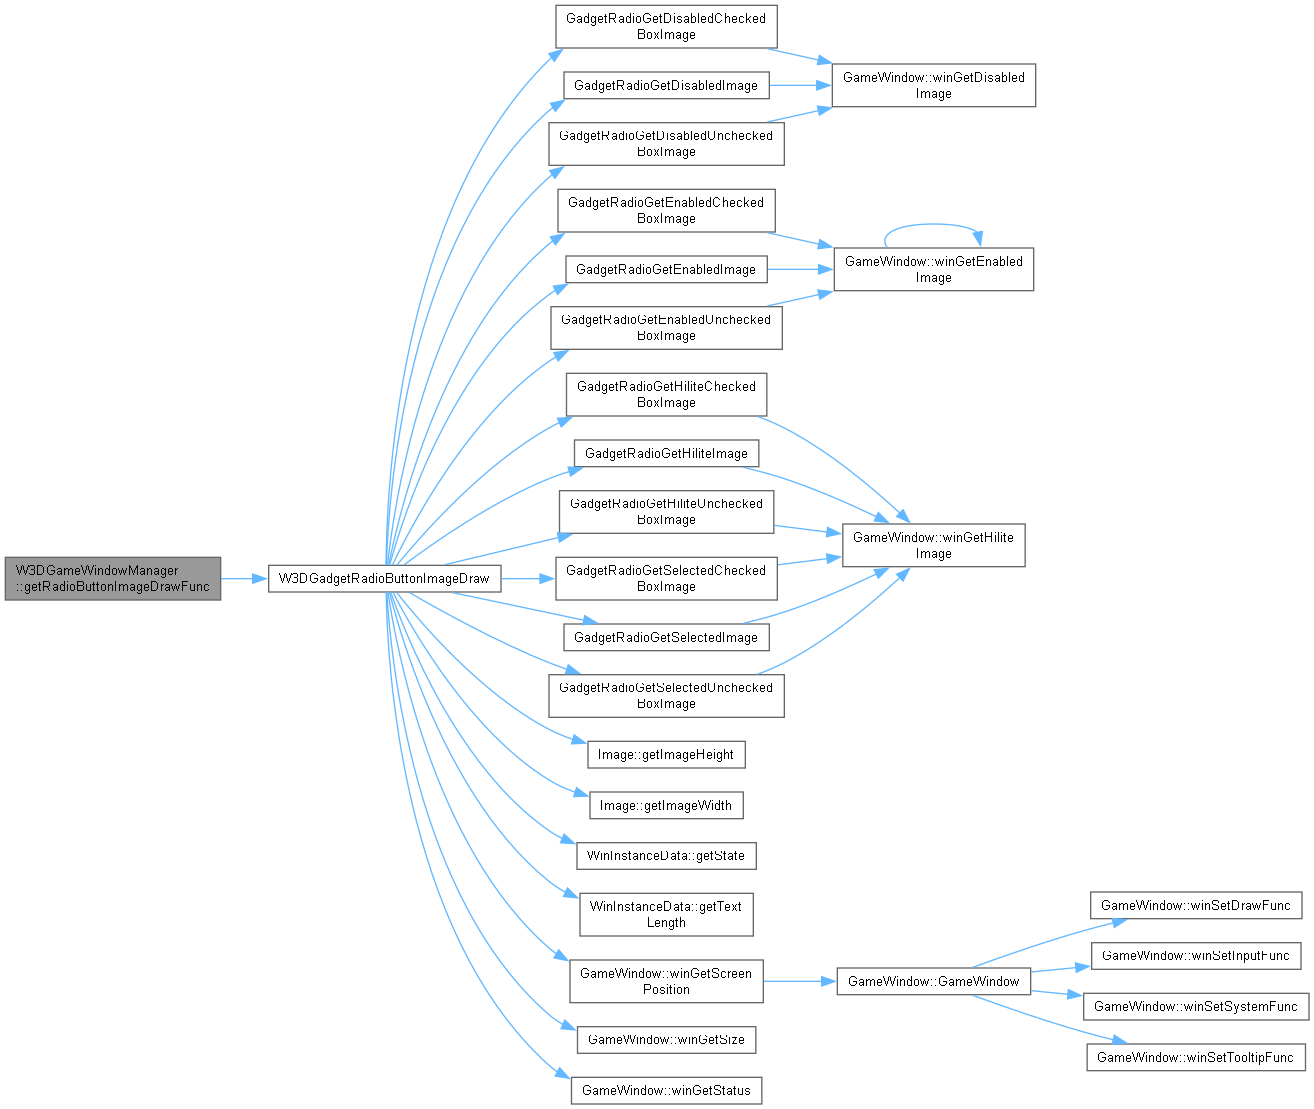 GadgetRadioGetDisabledChecked
BoxImage
GadgetRadioGetDisabledImage
GadgetRadioGetDisabledUnchecked
BoxImage
GameWindow::winGetDisabled
Image
GadgetRadioGetEnabledChecked
BoxImage
GadgetRadioGetEnabledImage
GadgetRadioGetEnabledUnchecked
BoxImage
GameWindow::winGetEnabled
Image
GadgetRadioGetHiliteChecked
BoxImage
GadgetRadioGetHiliteImage
GadgetRadioGetHiliteUnchecked
BoxImage
GameWindow::winGetHilite
Image
W3DGameWindowManager
::getRadioButtonImageDrawFunc
W3DGadgetRadioButtonImageDraw
GadgetRadioGetSelectedChecked
BoxImage
GadgetRadioGetSelectedImage
GadgetRadioGetSelectedUnchecked
BoxImage
Image::getImageHeight
Image::getImageWidth
WinInstanceData::getState
WinInstanceData::getText
Length
GameWindow::winGetScreen
Position
GameWindow::GameWindow
GameWindow::winSetDrawFunc
GameWindow::winSetInputFunc
GameWindow::winSetSystemFunc
GameWindow::winSetTooltipFunc
GameWindow::winGetSize
GameWindow::winGetStatus